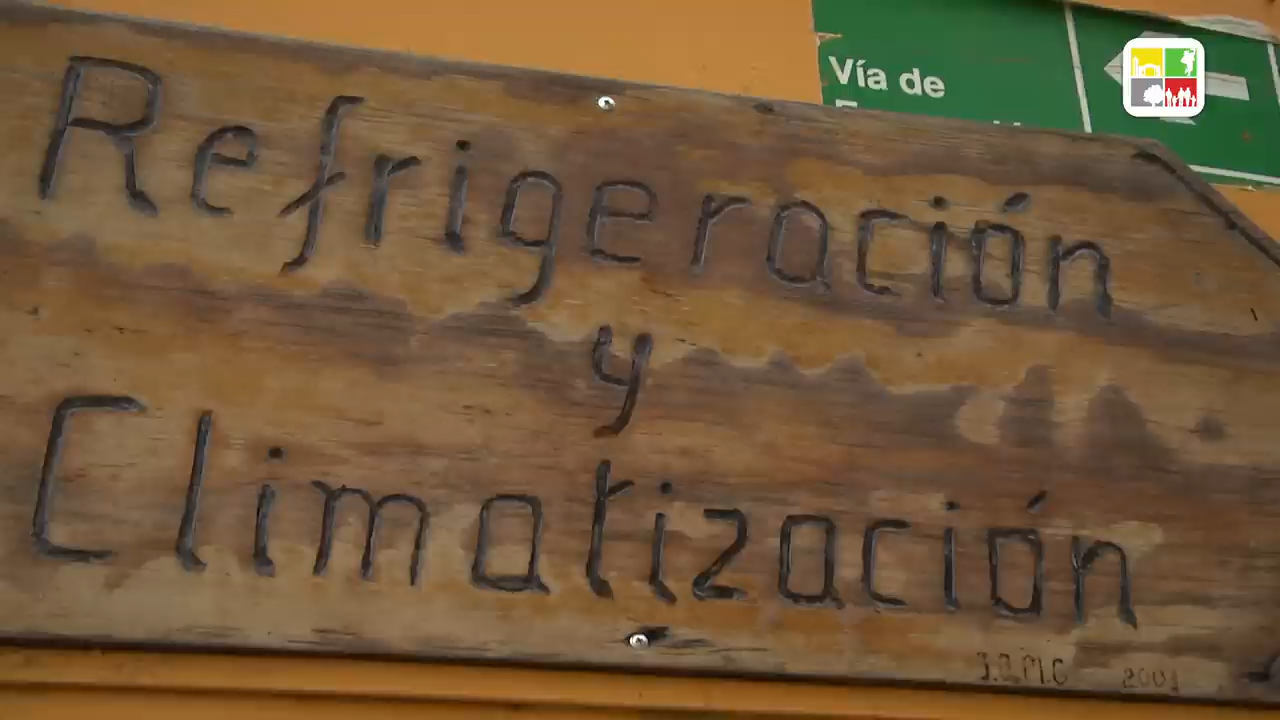 Vía de
Refrigeración
y
Climatización
J.Q.M.C 2001